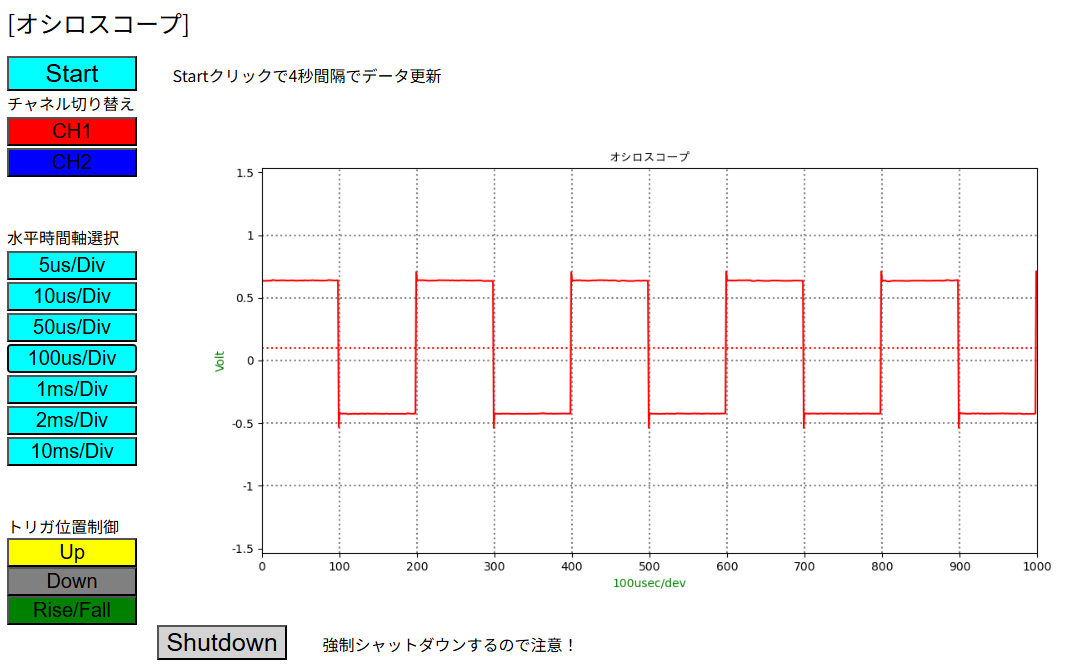 [オシロスコープ]
Start
Startクリックで4秒間隔でデータ更新
チャネル切り替え
CH1
CH2
水平時間軸選択
5us/Div
10us/Div
50us/Div
100us/Div
1ms/Div
2ms/Div
10ms/Div
トリガ位置制御
Up
Down
Rise/Fall
オシロスコープ
1.5
1
0.5
0
-0.5
-1
-1.5
Volt
0 100 200 300 400 500 600 700 800 900 1000
100usec/dev
Shutdown
強制シャットダウンするので注意！